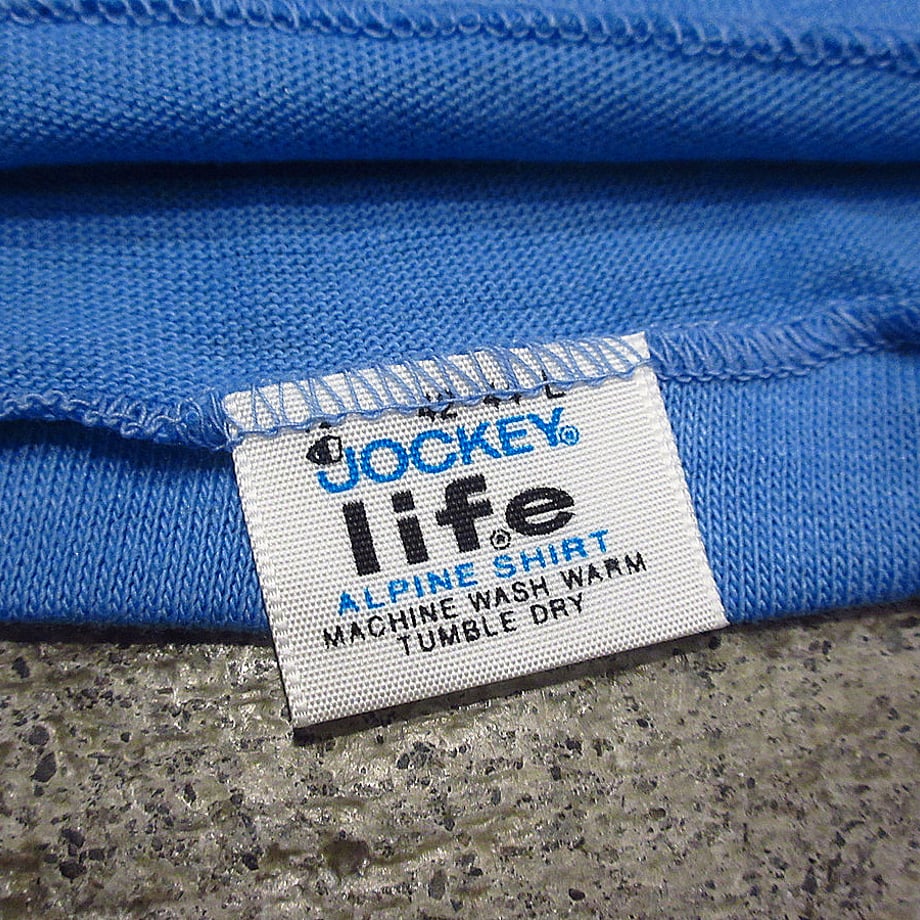 JOCKEY®
life®
ALPINE SHIRT
MACHINE WASH WARM
TUMBLE DRY